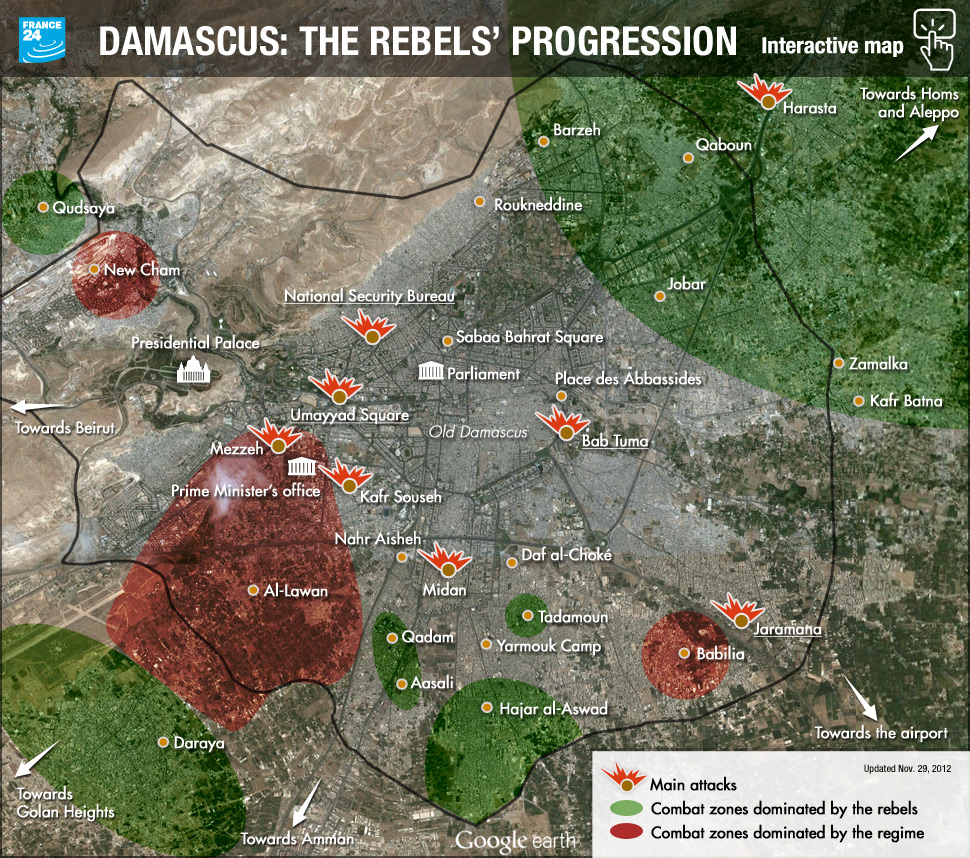 FRANCE
24
DAMASCUS: THE REBELS' PROGRESSION
Interactive map
Towards Homs
and Aleppo
Harasta
Barzeh
Qaboun
Qudsaya
Roukneddine
New Cham
Jobar
National Security Bureau
Presidential Palace
Sabaa Bahrat Square
Zamalka
Parliament
Place des Abbassides
Kafr Batna
Umayyad Square
Towards Beirut
Old Damascus
Bab Tuma
Mezzeh
Prime Minister's office
Kafr Souseh
Nahr Aisheh
Daf al-Choké
Midan
Al-Lawan
Tadamoun
Jaramana
Qadam
Yarmouk Camp
Babilia
Aasali
Hajar al-Aswad
Daraya
Towards the airport
Towards
Golan Heights
Towards Amman
Google earth
Updated Nov. 29, 2012
Main attacks
Combat zones dominated by the rebels
Combat zones dominated by the regime